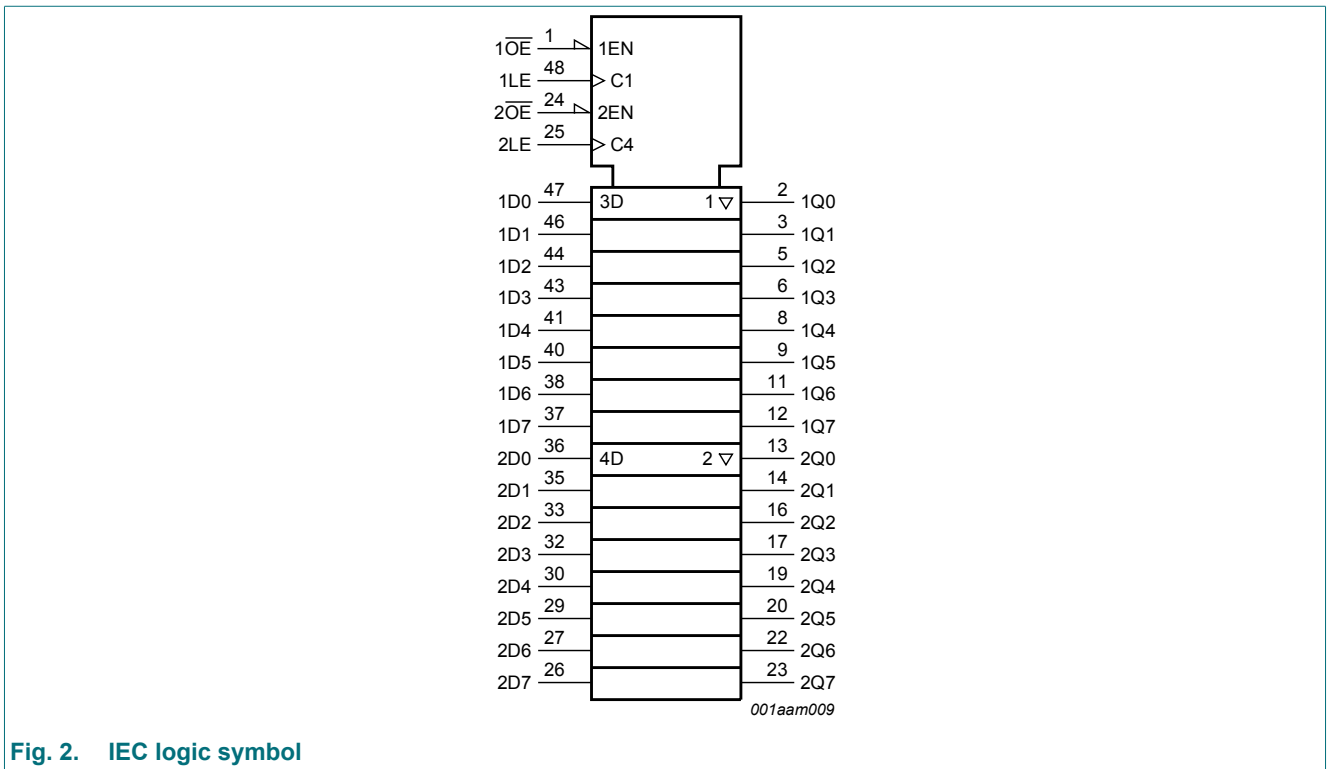 1OE 1 1EN
1LE 48 C1
2OE 24 2EN
2LE 25 C4
1D0 47 3D 1 ▽ 2 1Q0
1D1 46 3 1Q1
1D2 44 5 1Q2
1D3 43 6 1Q3
1D4 41 8 1Q4
1D5 40 9 1Q5
1D6 38 11 1Q6
1D7 37 12 1Q7
2D0 36 4D 2 ▽ 13 2Q0
2D1 35 14 2Q1
2D2 33 16 2Q2
2D3 32 17 2Q3
2D4 30 19 2Q4
2D5 29 20 2Q5
2D6 27 22 2Q6
2D7 26 23 2Q7
001aam009
Fig. 2. IEC logic symbol